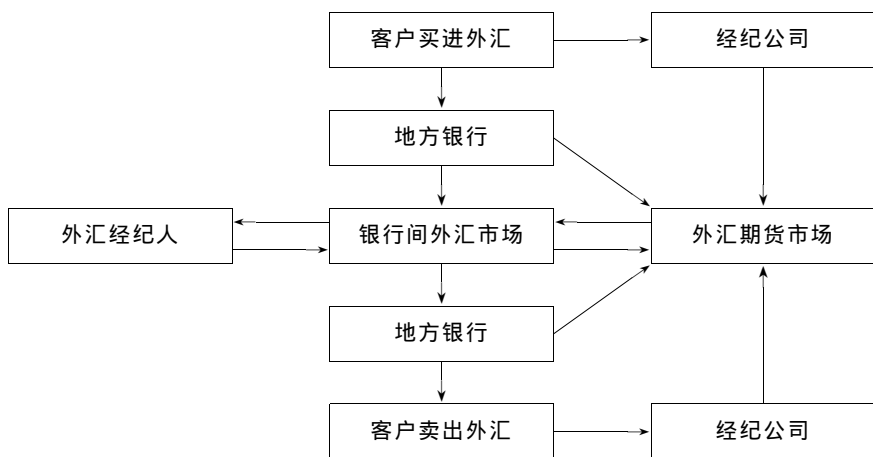 客户买进外汇
经纪公司
地方银行
外汇经纪人
银行间外汇市场
外汇期货市场
地方银行
客户卖出外汇
经纪公司